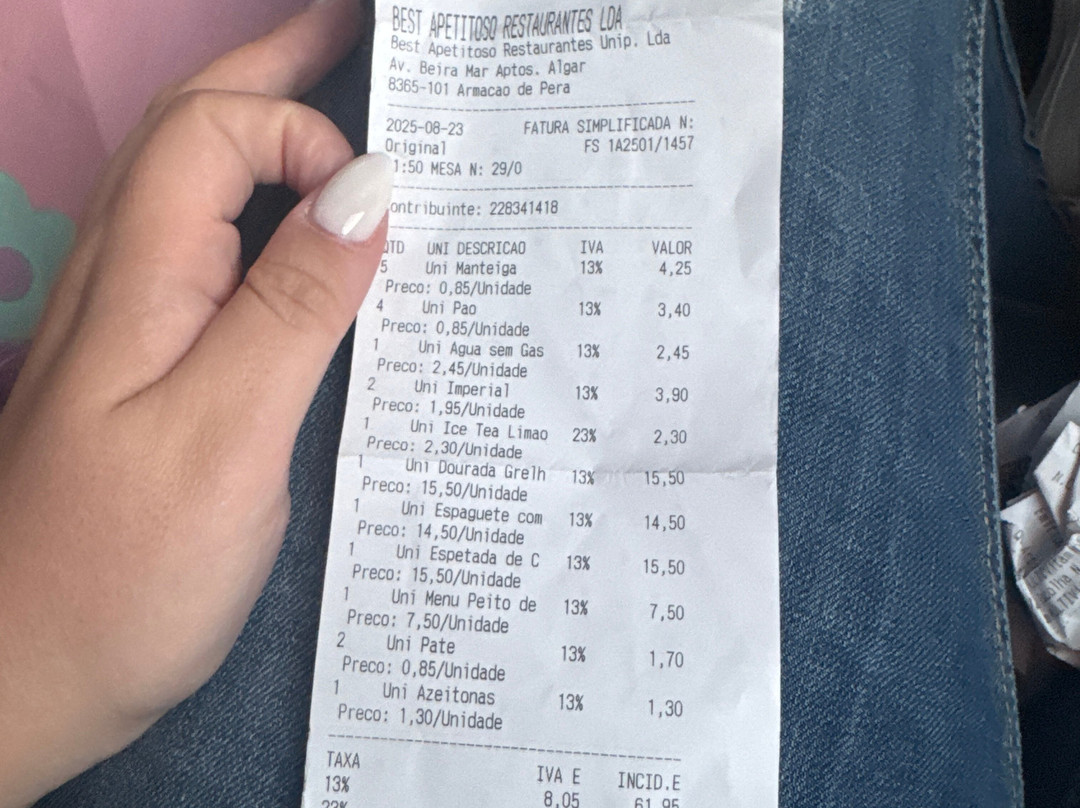 BEST APETITOSO RESTAURANTES LDA
Best Apetitoso Restaurantes Unip. Lda
Av. Beira Mar Aptos. Algar
8365-101 Armacao de Pera
2025-08-23 FATURA SIMPLIFICADA N:
Original FS 1A2501/1457
1:50 MESA N: 29/0
ontribuinte: 228341418
QTD UNI DESCRICAO IVA VALOR
5 Uni Manteiga 13% 4,25
Preco: 0,85/Unidade
4 Uni Pao 13% 3,40
Preco: 0,85/Unidade
1 Uni Agua sem Gas 13% 2,45
Preco: 2,45/Unidade
2 Uni Imperial 13% 3,90
Preco: 1,95/Unidade
1 Uni Ice Tea Limao 23% 2,30
Preco: 2,30/Unidade
1 Uni Dourada Grelh 13% 15,50
Preco: 15,50/Unidade
1 Uni Espaguete com 13% 14,50
Preco: 14,50/Unidade
1 Uni Espetada de C 13% 15,50
Preco: 15,50/Unidade
1 Uni Menu Peito de 13% 7,50
Preco: 7,50/Unidade
2 Uni Pate 13% 1,70
Preco: 0,85/Unidade
1 Uni Azeitonas 13% 1,30
Preco: 1,30/Unidade
TAXA IVA E INCID.E
13% 8,05 61,95
23%